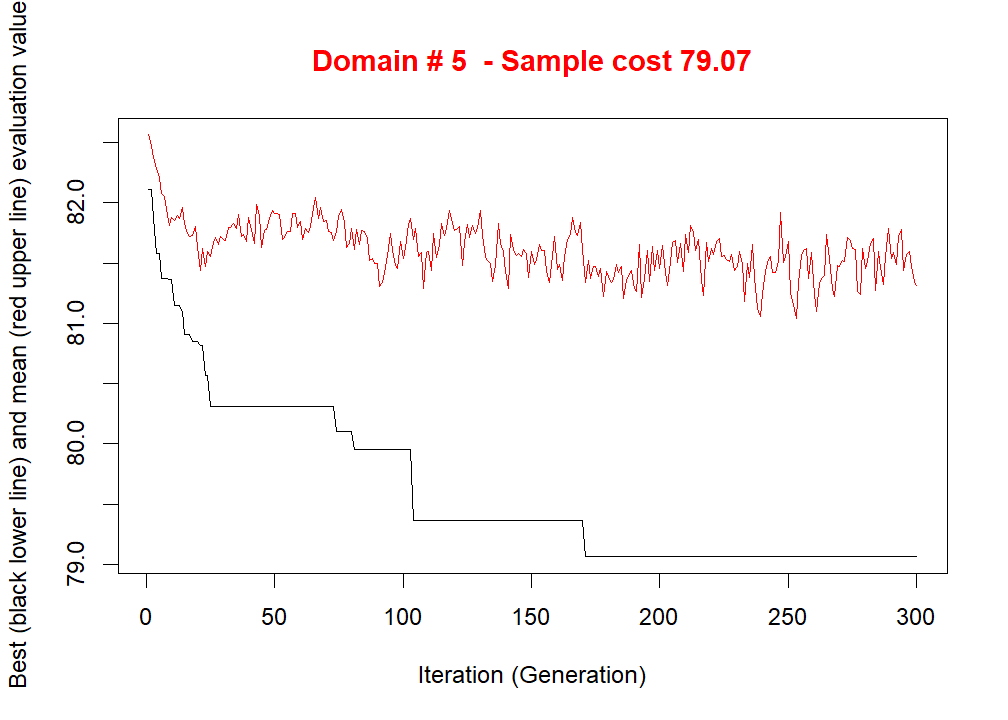 Domain # 5  - Sample cost 79.07
Best (black lower line) and mean (red upper line) evaluation value
82.0
81.0
80.0
79.0
0 50 100 150 200 250 300
Iteration (Generation)